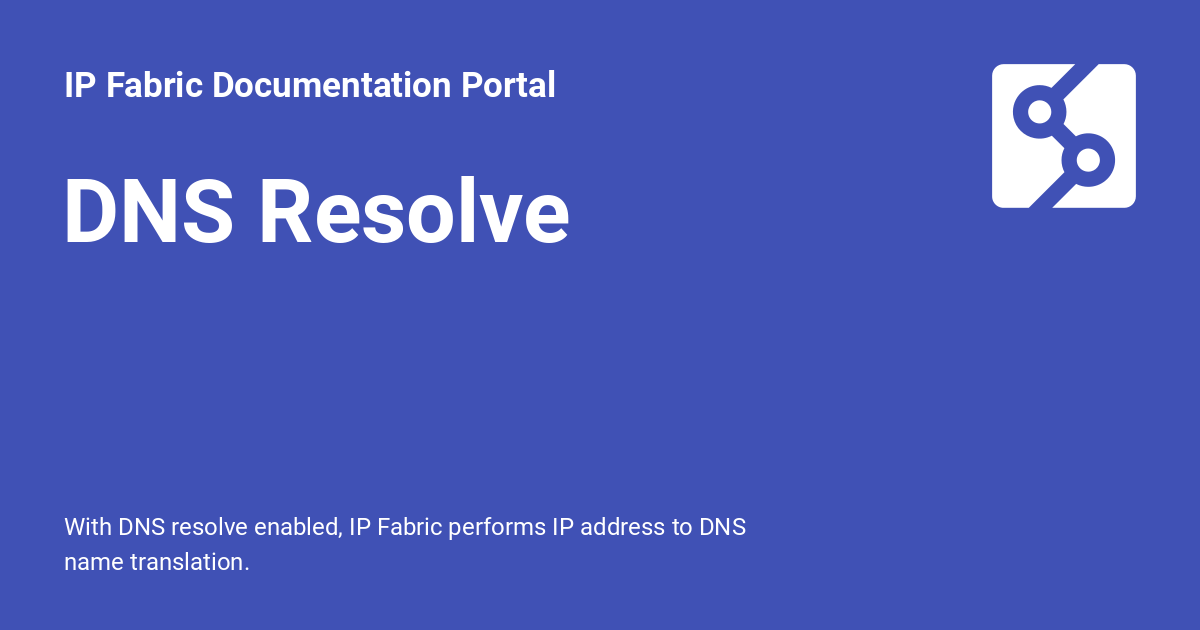 IP Fabric Documentation Portal
DNS Resolve
With DNS resolve enabled, IP Fabric performs IP address to DNS
name translation.